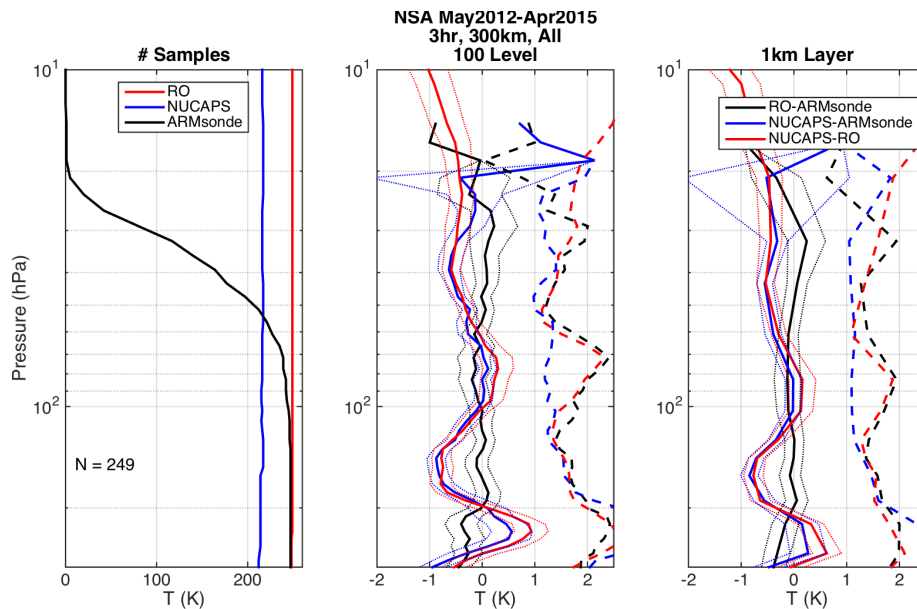 NSA May2012-Apr2015
3hr, 300km, All
# Samples
100 Level
1km Layer
10^1
10^1
10^1
RO
NUCAPS
ARMsonde
RO-ARMsonde
NUCAPS-ARMsonde
NUCAPS-RO
Pressure (hPa)
10^2
10^2
10^2
N = 249
0
100
200
-2
-1
0
1
2
-2
-1
0
1
2
T (K)
T (K)
T (K)